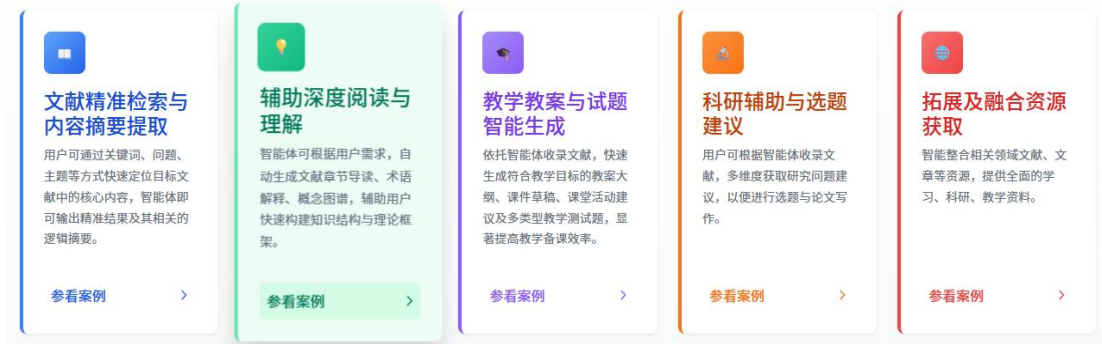 文献精准检索与
内容摘要提取
用户可通过关键词、问题、
主题等方式快速定位目标文
献中的核心内容，智能体即
可输出精准结果及其相关的
逻辑摘要。
参看案例
辅助深度阅读与
理解
智能体可根据用户需求，自
动生成文献章节导读、术语
解释、概念图谱，辅助用户
快速构建知识结构与理论框
架。
参看案例
教学教案与试题
智能生成
依托智能体收录文献，快速
生成符合教学目标的教案大
纲、课件草稿、课堂活动建
议及多类型教学测试题，显
著提高教学备课效率。
参看案例
科研辅助与选题
建议
用户可根据智能体收录文
献，多维度获取研究问题建
议，以便进行选题与论文写
作。
参看案例
拓展及融合资源
获取
智能整合相关领域文献、文
章等资源，提供全面的学
习、科研、教学资料。
参看案例